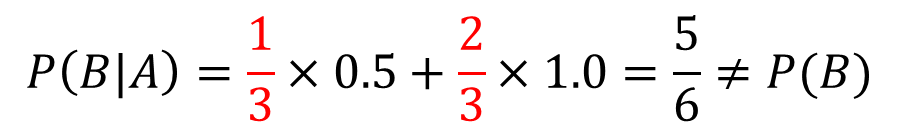 P(B|A) = 1/3 × 0.5 + 2/3 × 1.0 = 5/6 ≠ P(B)